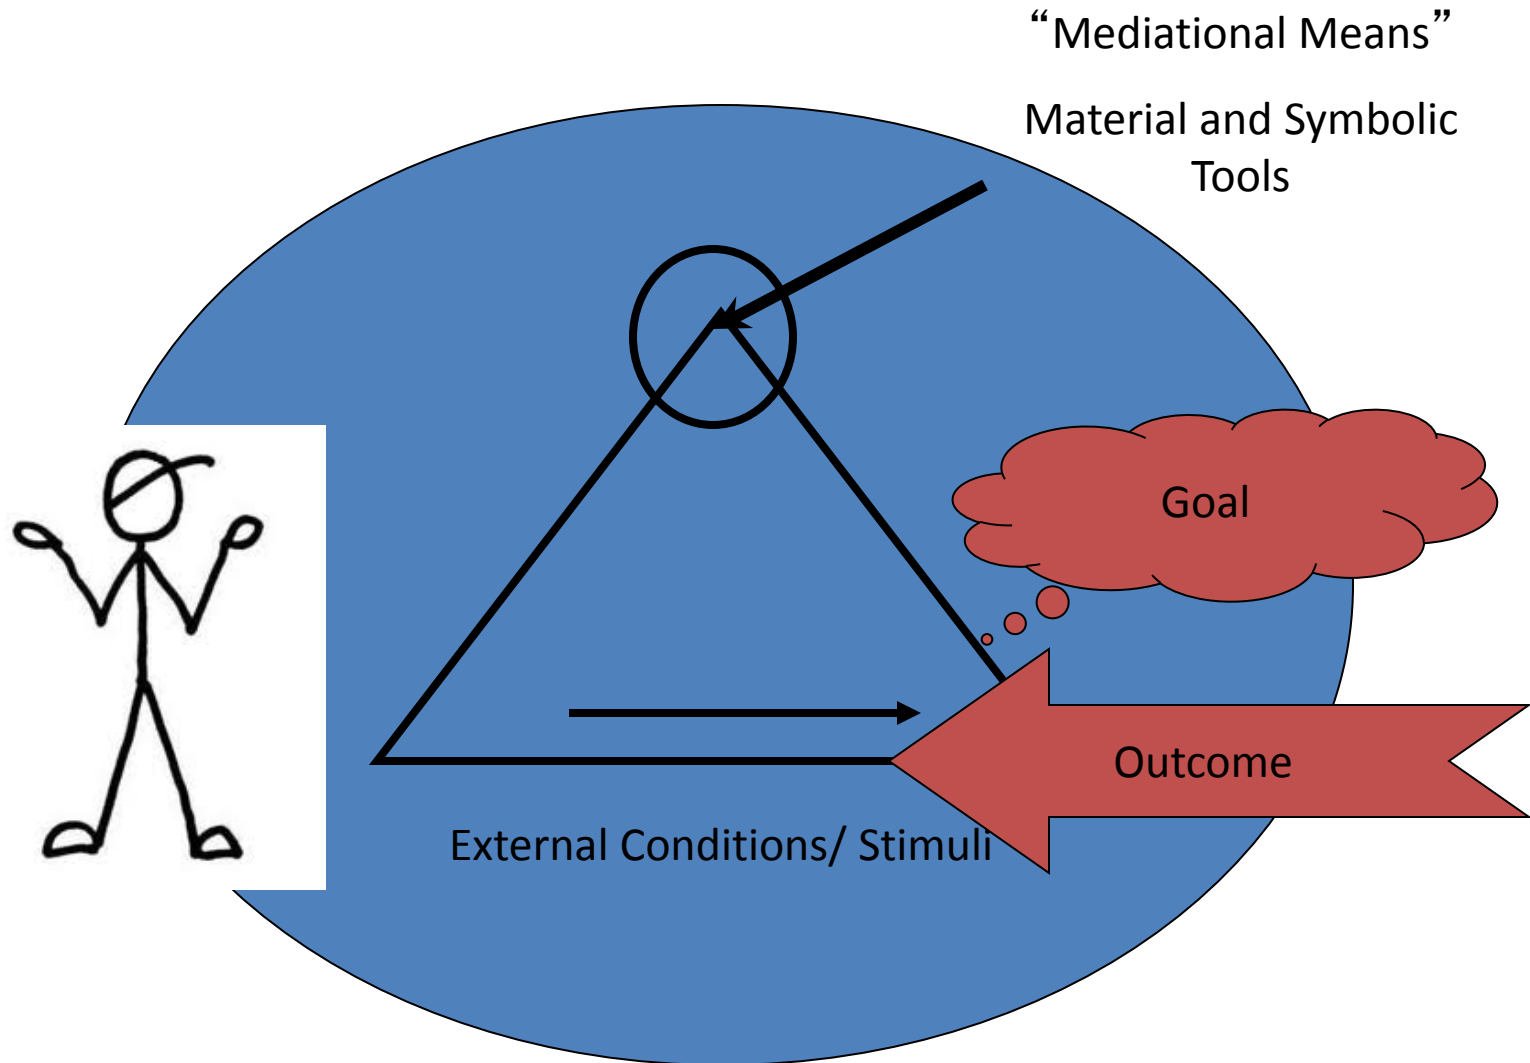 “Mediational Means”
Material and Symbolic
Tools
Goal
Outcome
External Conditions/ Stimuli